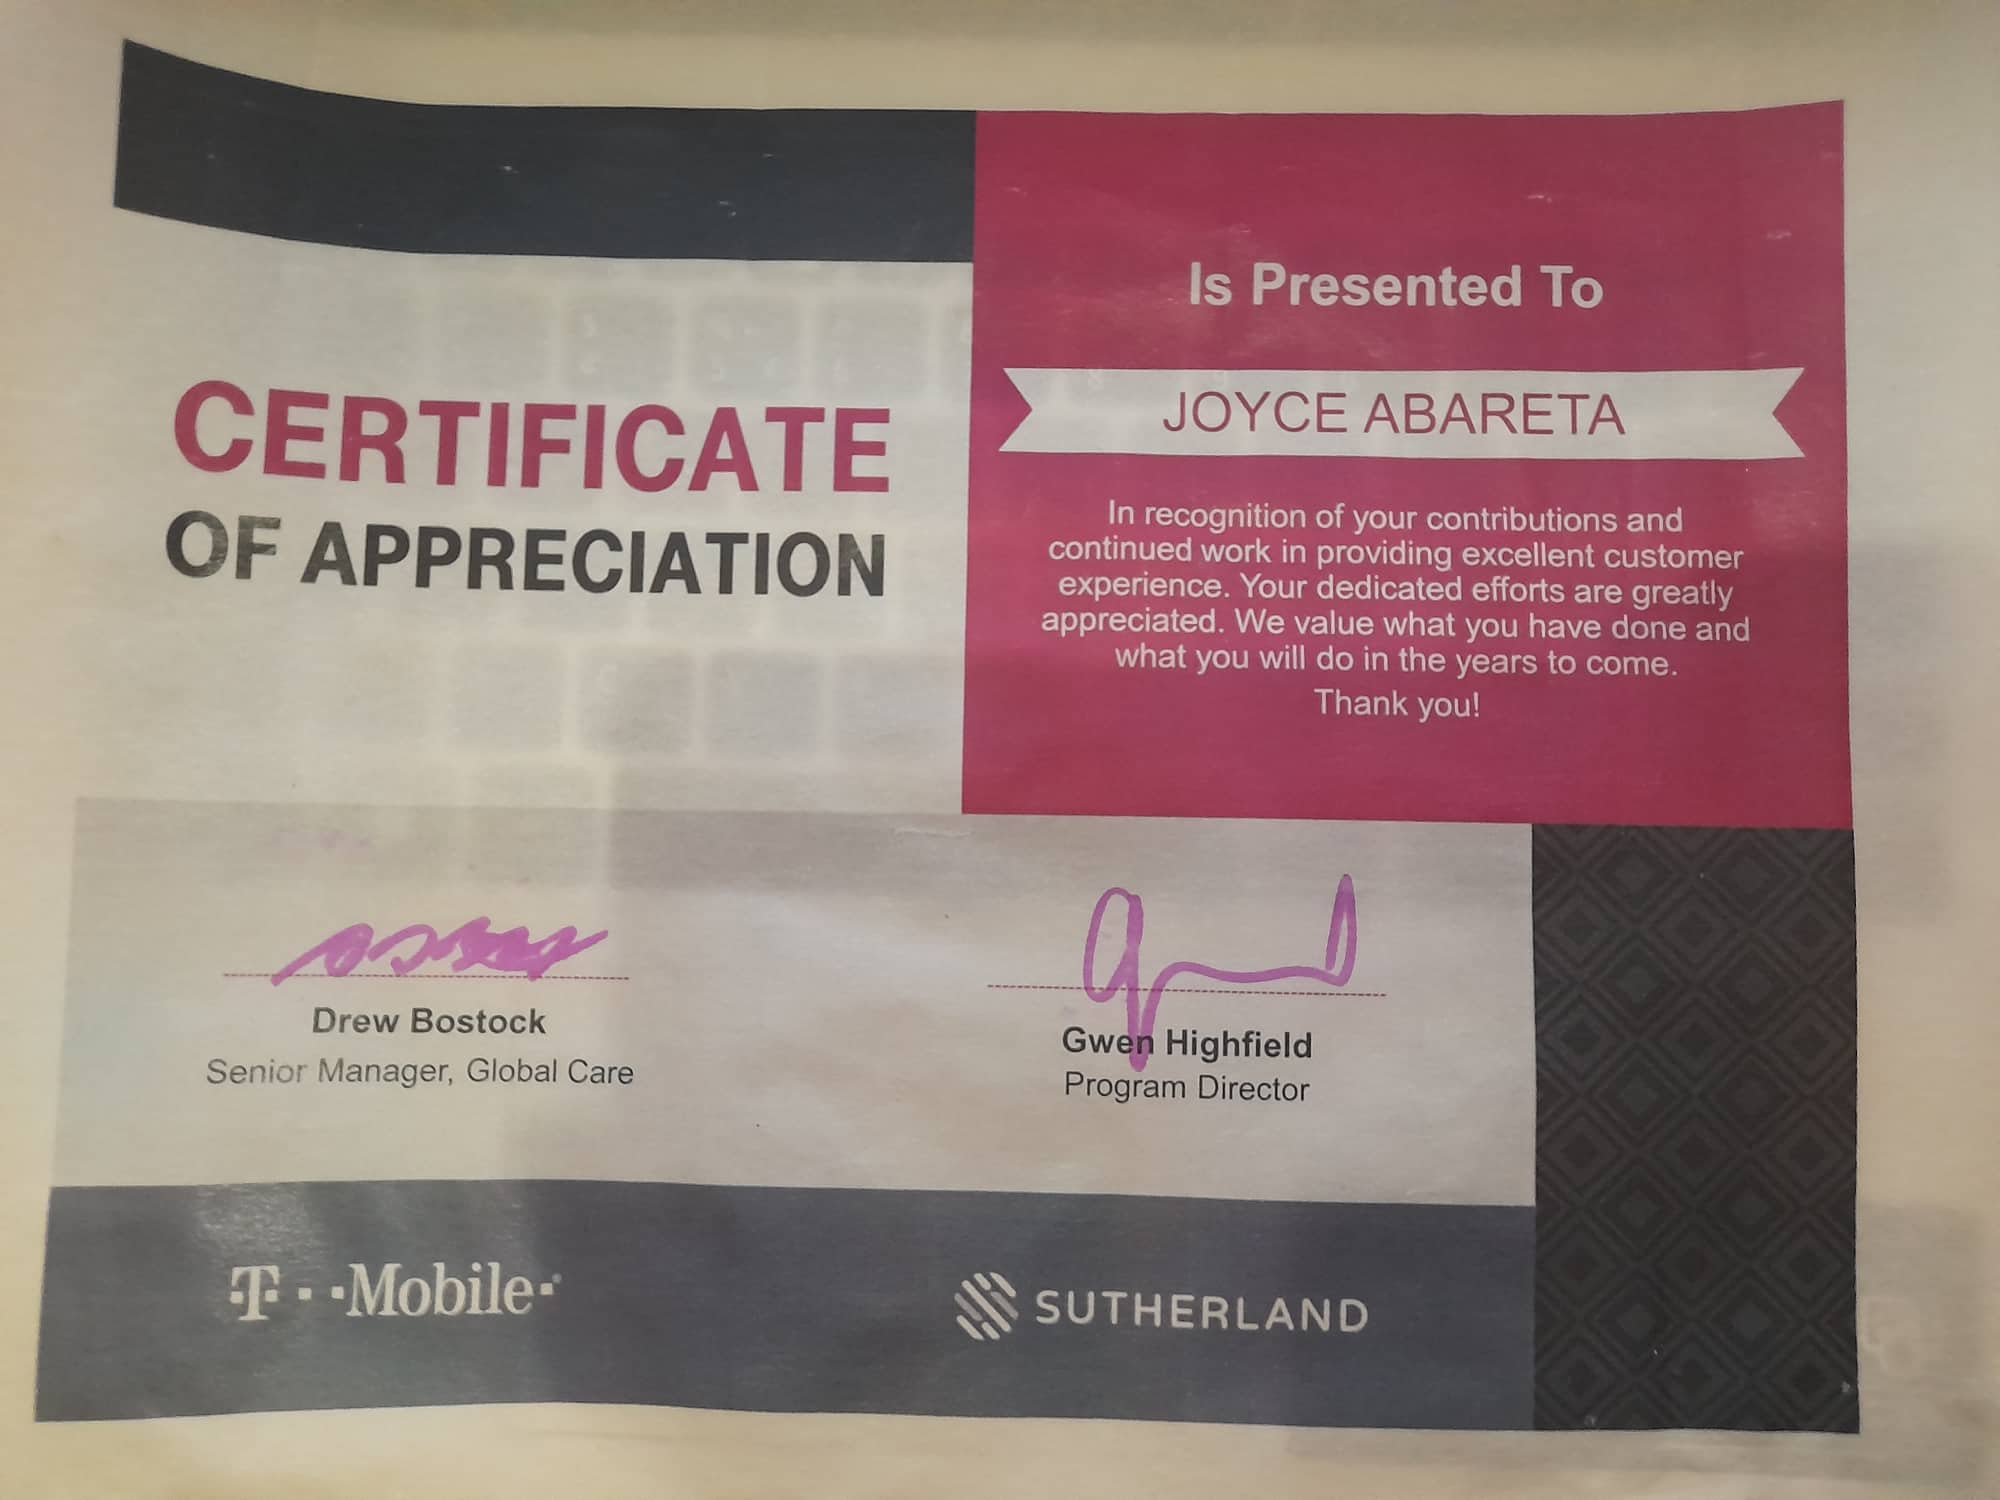 CERTIFICATE
OF APPRECIATION
Is Presented To
JOYCE ABARETA
In recognition of your contributions and
continued work in providing excellent customer
experience. Your dedicated efforts are greatly
appreciated. We value what you have done and
what you will do in the years to come.
Thank you!
Drew Bostock
Senior Manager, Global Care
Gwen Highfield
Program Director
T··Mobile·®
SUTHERLAND